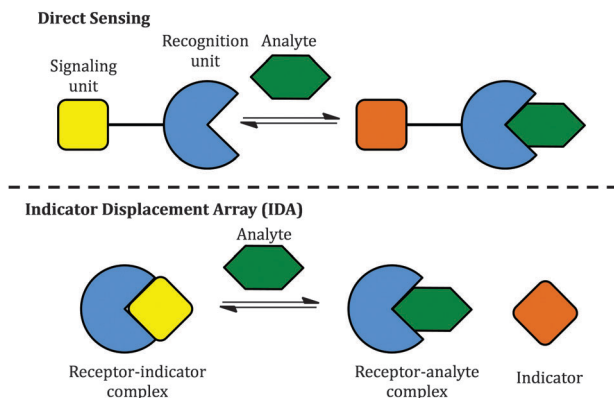 Direct Sensing
Signaling
unit
Recognition
unit
Analyte
Indicator Displacement Array (IDA)
Analyte
Receptor-indicator
complex
Receptor-analyte
complex
Indicator